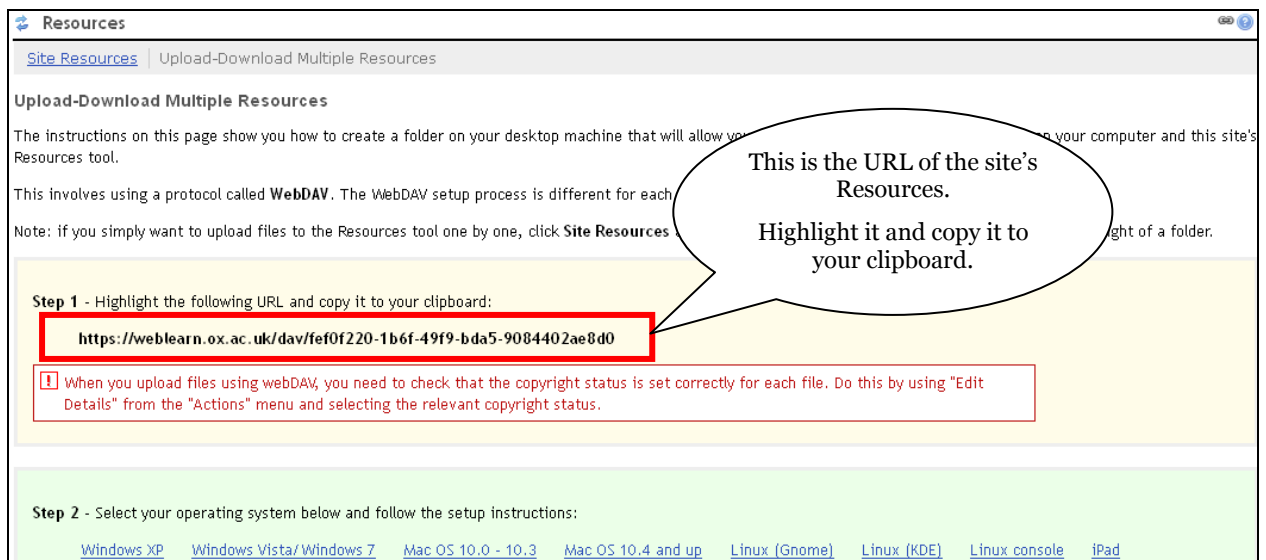 Resources
Site Resources Upload-Download Multiple Resources
Upload-Download Multiple Resources
The instructions on this page show you how to create a folder on your desktop machine that will allow your computer and this site's
Resources tool.
This involves using a protocol called WebDAV. The WebDAV setup process is different for each
Note: if you simply want to upload files to the Resources tool one by one, click Site Resources of a folder.
This is the URL of the site's
Resources.
Highlight it and copy it to
your clipboard.
Step 1 - Highlight the following URL and copy it to your clipboard:
https://weblearn.ox.ac.uk/dav/fef0f220-1b6f-49f9-bda5-9084402ae8d0
! When you upload files using webDAV, you need to check that the copyright status is set correctly for each file. Do this by using "Edit
Details" from the "Actions" menu and selecting the relevant copyright status.
Step 2 - Select your operating system below and follow the setup instructions:
Windows XP Windows Vista/ Windows 7 Mac OS 10.0 - 10.3 Mac OS 10.4 and up Linux (Gnome) Linux (KDE) Linux console iPad